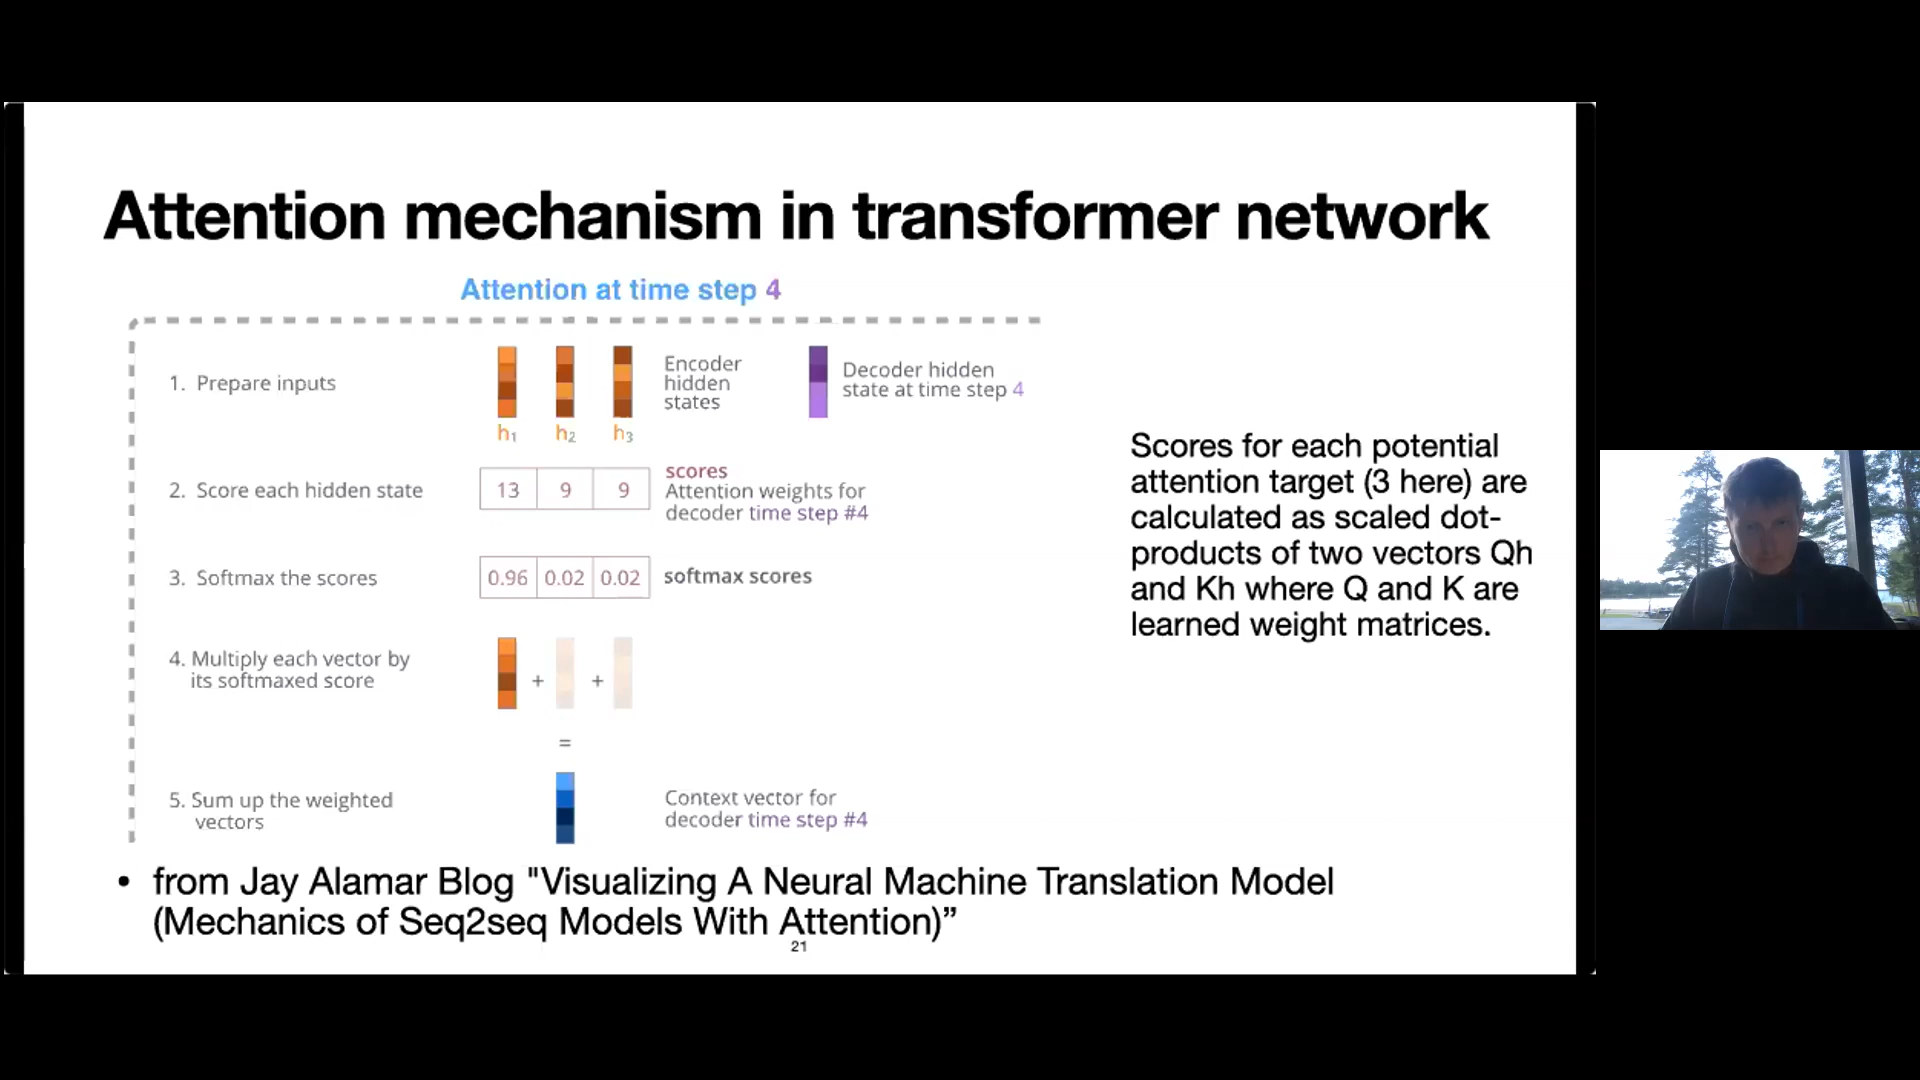 Attention mechanism in transformer network
Attention at time step 4
1. Prepare inputs
Encoder
hidden
states
Decoder hidden
state at time step 4
h1 h2 h3
2. Score each hidden state
13 9 9
scores
Attention weights for
decoder time step #4
3. Softmax the scores
0.96 0.02 0.02
softmax scores
4. Multiply each vector by
its softmaxed score
+ +
=
5. Sum up the weighted
vectors
Context vector for
decoder time step #4
Scores for each potential
attention target (3 here) are
calculated as scaled dot-
products of two vectors Qh
and Kh where Q and K are
learned weight matrices.
• from Jay Alamar Blog "Visualizing A Neural Machine Translation Model
(Mechanics of Seq2seq Models With Attention)”
21